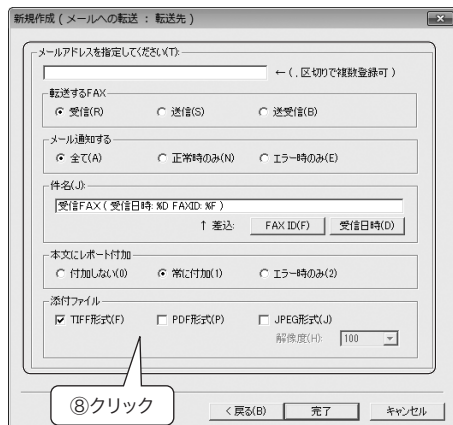 新規作成 ( メールへの転送 ： 転送先 )
メールアドレスを指定してください(T):
← ( , 区切りで複数登録可 )
転送するFAX
受信(R) 送信(S) 送受信(B)
メール通知する
全て(A) 正常時のみ(N) エラー時のみ(E)
件名(J):
受信FAX ( 受信日時: %D FAXID: %F )
↑ 差込: FAX ID(F) 受信日時(D)
本文にレポート付加
付加しない(0) 常に付加(1) エラー時のみ(2)
添付ファイル
TIFF形式(F) PDF形式(P) JPEG形式(J)
解像度(H): 100
⑧クリック
< 戻る(B) 完了 キャンセル